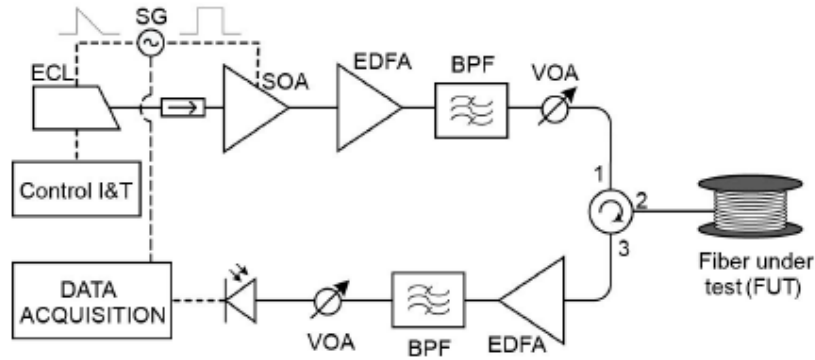 SG
ECL
SOA
EDFA
BPF
VOA
Control I&T
1
2
3
Fiber under
test (FUT)
DATA
ACQUISITION
VOA
BPF
EDFA